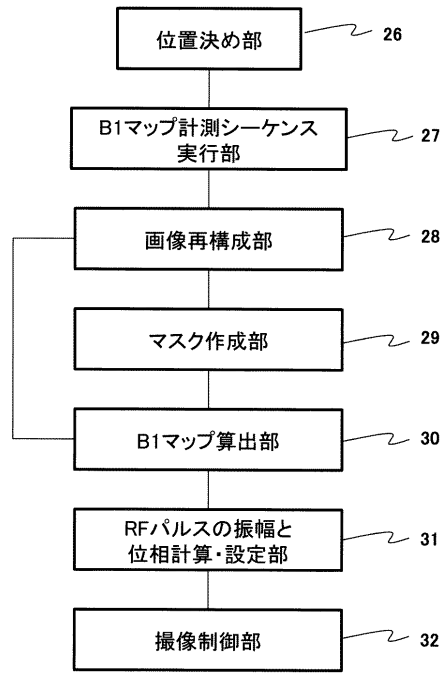 位置決め部
26
B1マップ計測シーケンス
実行部
27
画像再構成部
28
マスク作成部
29
B1マップ算出部
30
RFパルスの振幅と
位相計算・設定部
31
撮像制御部
32